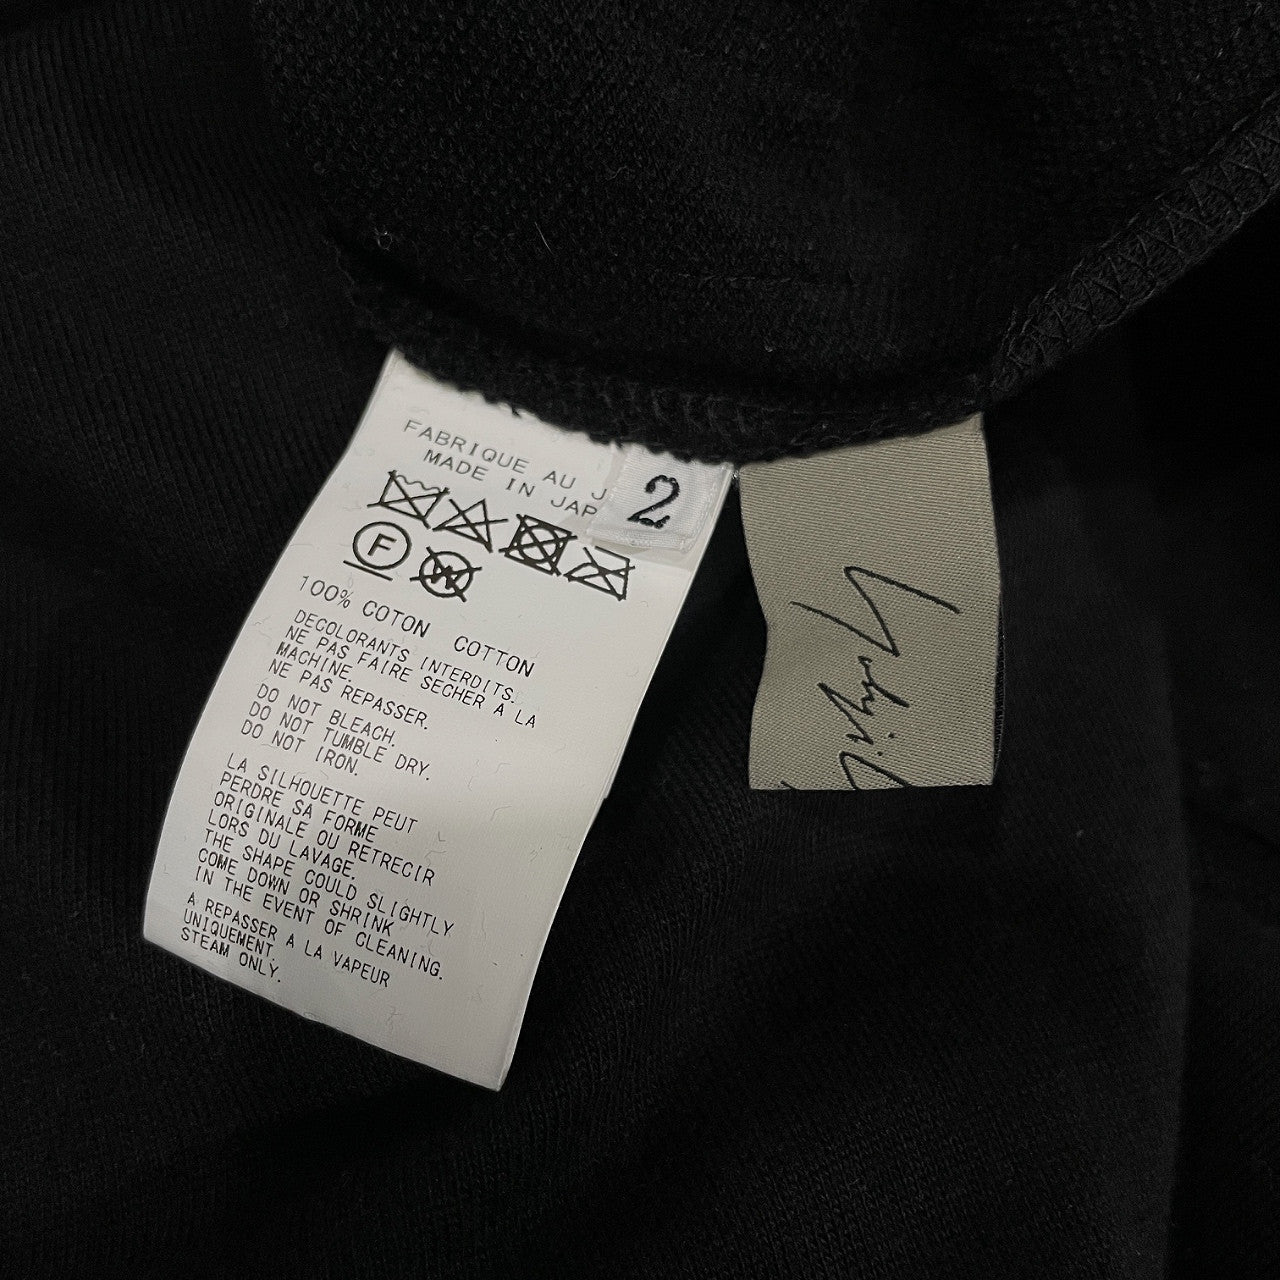 FABRIQUE AU J
MADE IN JAP
2
F
W
100% COTON COTTON
DECOLORANTS INTERDITS.
NE PAS FAIRE SECHER A LA
MACHINE.
NE PAS REPASSER.
DO NOT BLEACH.
DO NOT TUMBLE DRY.
DO NOT IRON.
LA SILHOUETTE PEUT
PERDRE SA FORME
ORIGINALE OU RETRECIR
LORS DU LAVAGE.
THE SHAPE COULD SLIGHTLY
COME DOWN OR SHRINK
IN THE EVENT OF CLEANING.
A REPASSER A LA VAPEUR
UNIQUEMENT.
STEAM ONLY.